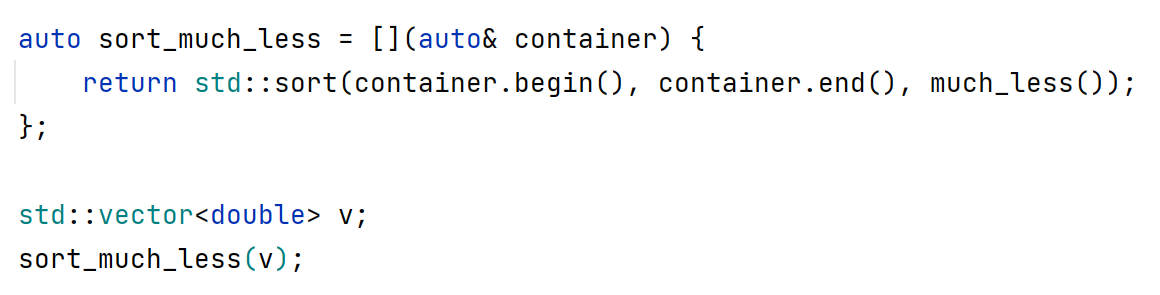 auto sort_much_less = [](auto& container) {
    return std::sort(container.begin(), container.end(), much_less());
};

std::vector<double> v;
sort_much_less(v);